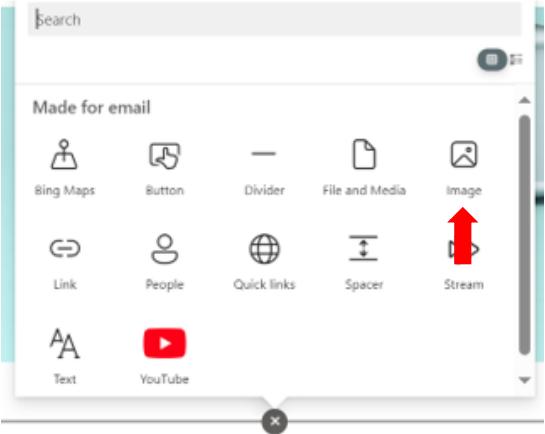 Search
Made for email
Bing Maps Button Divider File and Media Image
Link People Quick links Spacer Stream
Text YouTube